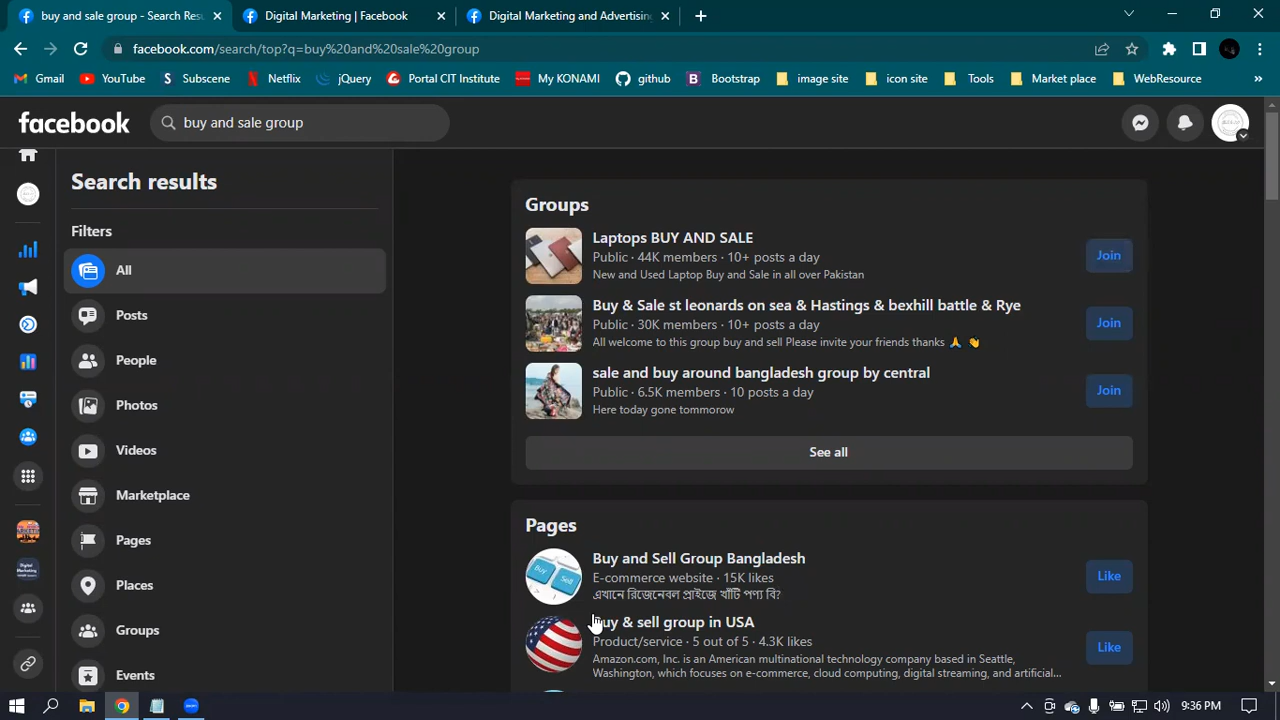 buy and sale group - Search Resu
Digital Marketing | Facebook
Digital Marketing and Advertising
facebook.com/search/top?q=buy%20and%20sale%20group
Gmail
YouTube
Subscene
Netflix
jQuery
Portal CIT Institute
My KONAMI
github
Bootstrap
image site
icon site
Tools
Market place
WebResource
facebook
buy and sale group
Search results
Filters
All
Posts
People
Photos
Videos
Marketplace
Pages
Places
Groups
Events
Groups
Laptops BUY AND SALE
Public · 44K members · 10+ posts a day
New and Used Laptop Buy and Sale in all over Pakistan
Join
Buy & Sale st leonards on sea & Hastings & bexhill battle & Rye
Public · 30K members · 10+ posts a day
All welcome to this group buy and sell Please invite your friends thanks 🙏 👋
Join
sale and buy around bangladesh group by central
Public · 6.5K members · 10 posts a day
Here today gone tommorow
Join
See all
Pages
Buy and Sell Group Bangladesh
E-commerce website · 15K likes
এখানে রিজেনেবল প্রাইজে খাঁটি পণ্য বি?
Like
Buy & sell group in USA
Product/service · 5 out of 5 · 4.3K likes
Amazon.com, Inc. is an American multinational technology company based in Seattle,
Washington, which focuses on e-commerce, cloud computing, digital streaming, and artificial...
Like
9:36 PM